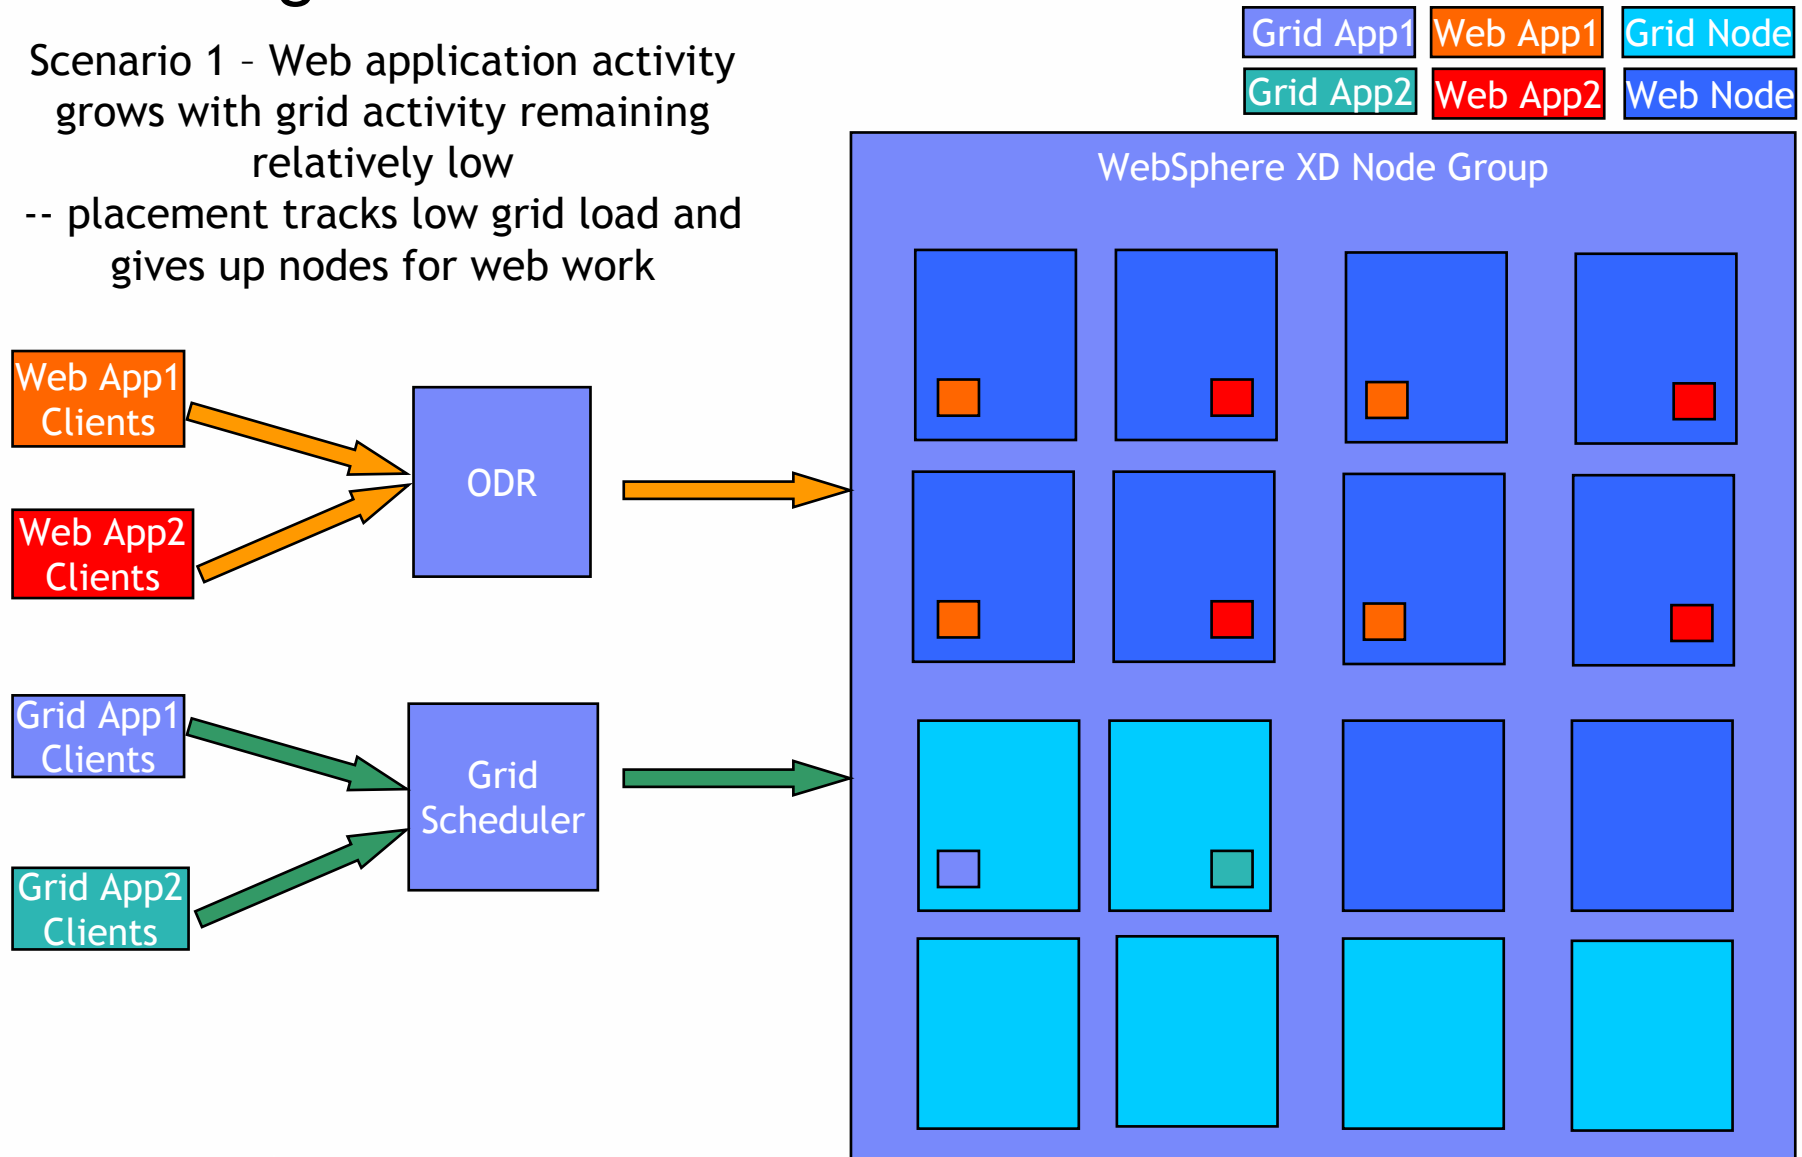 Scenario 1 – Web application activity
grows with grid activity remaining
relatively low
-- placement tracks low grid load and
gives up nodes for web work
Grid App1
Web App1
Grid Node
Grid App2
Web App2
Web Node
WebSphere XD Node Group
Web App1
Clients
ODR
Web App2
Clients
Grid App1
Clients
Grid
Scheduler
Grid App2
Clients